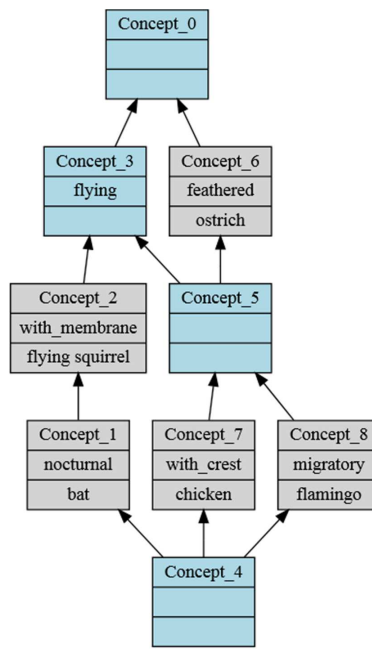 Concept_0
Concept_3
flying
Concept_6
feathered
ostrich
Concept_2
with_membrane
flying squirrel
Concept_5
Concept_1
nocturnal
bat
Concept_7
with_crest
chicken
Concept_8
migratory
flamingo
Concept_4